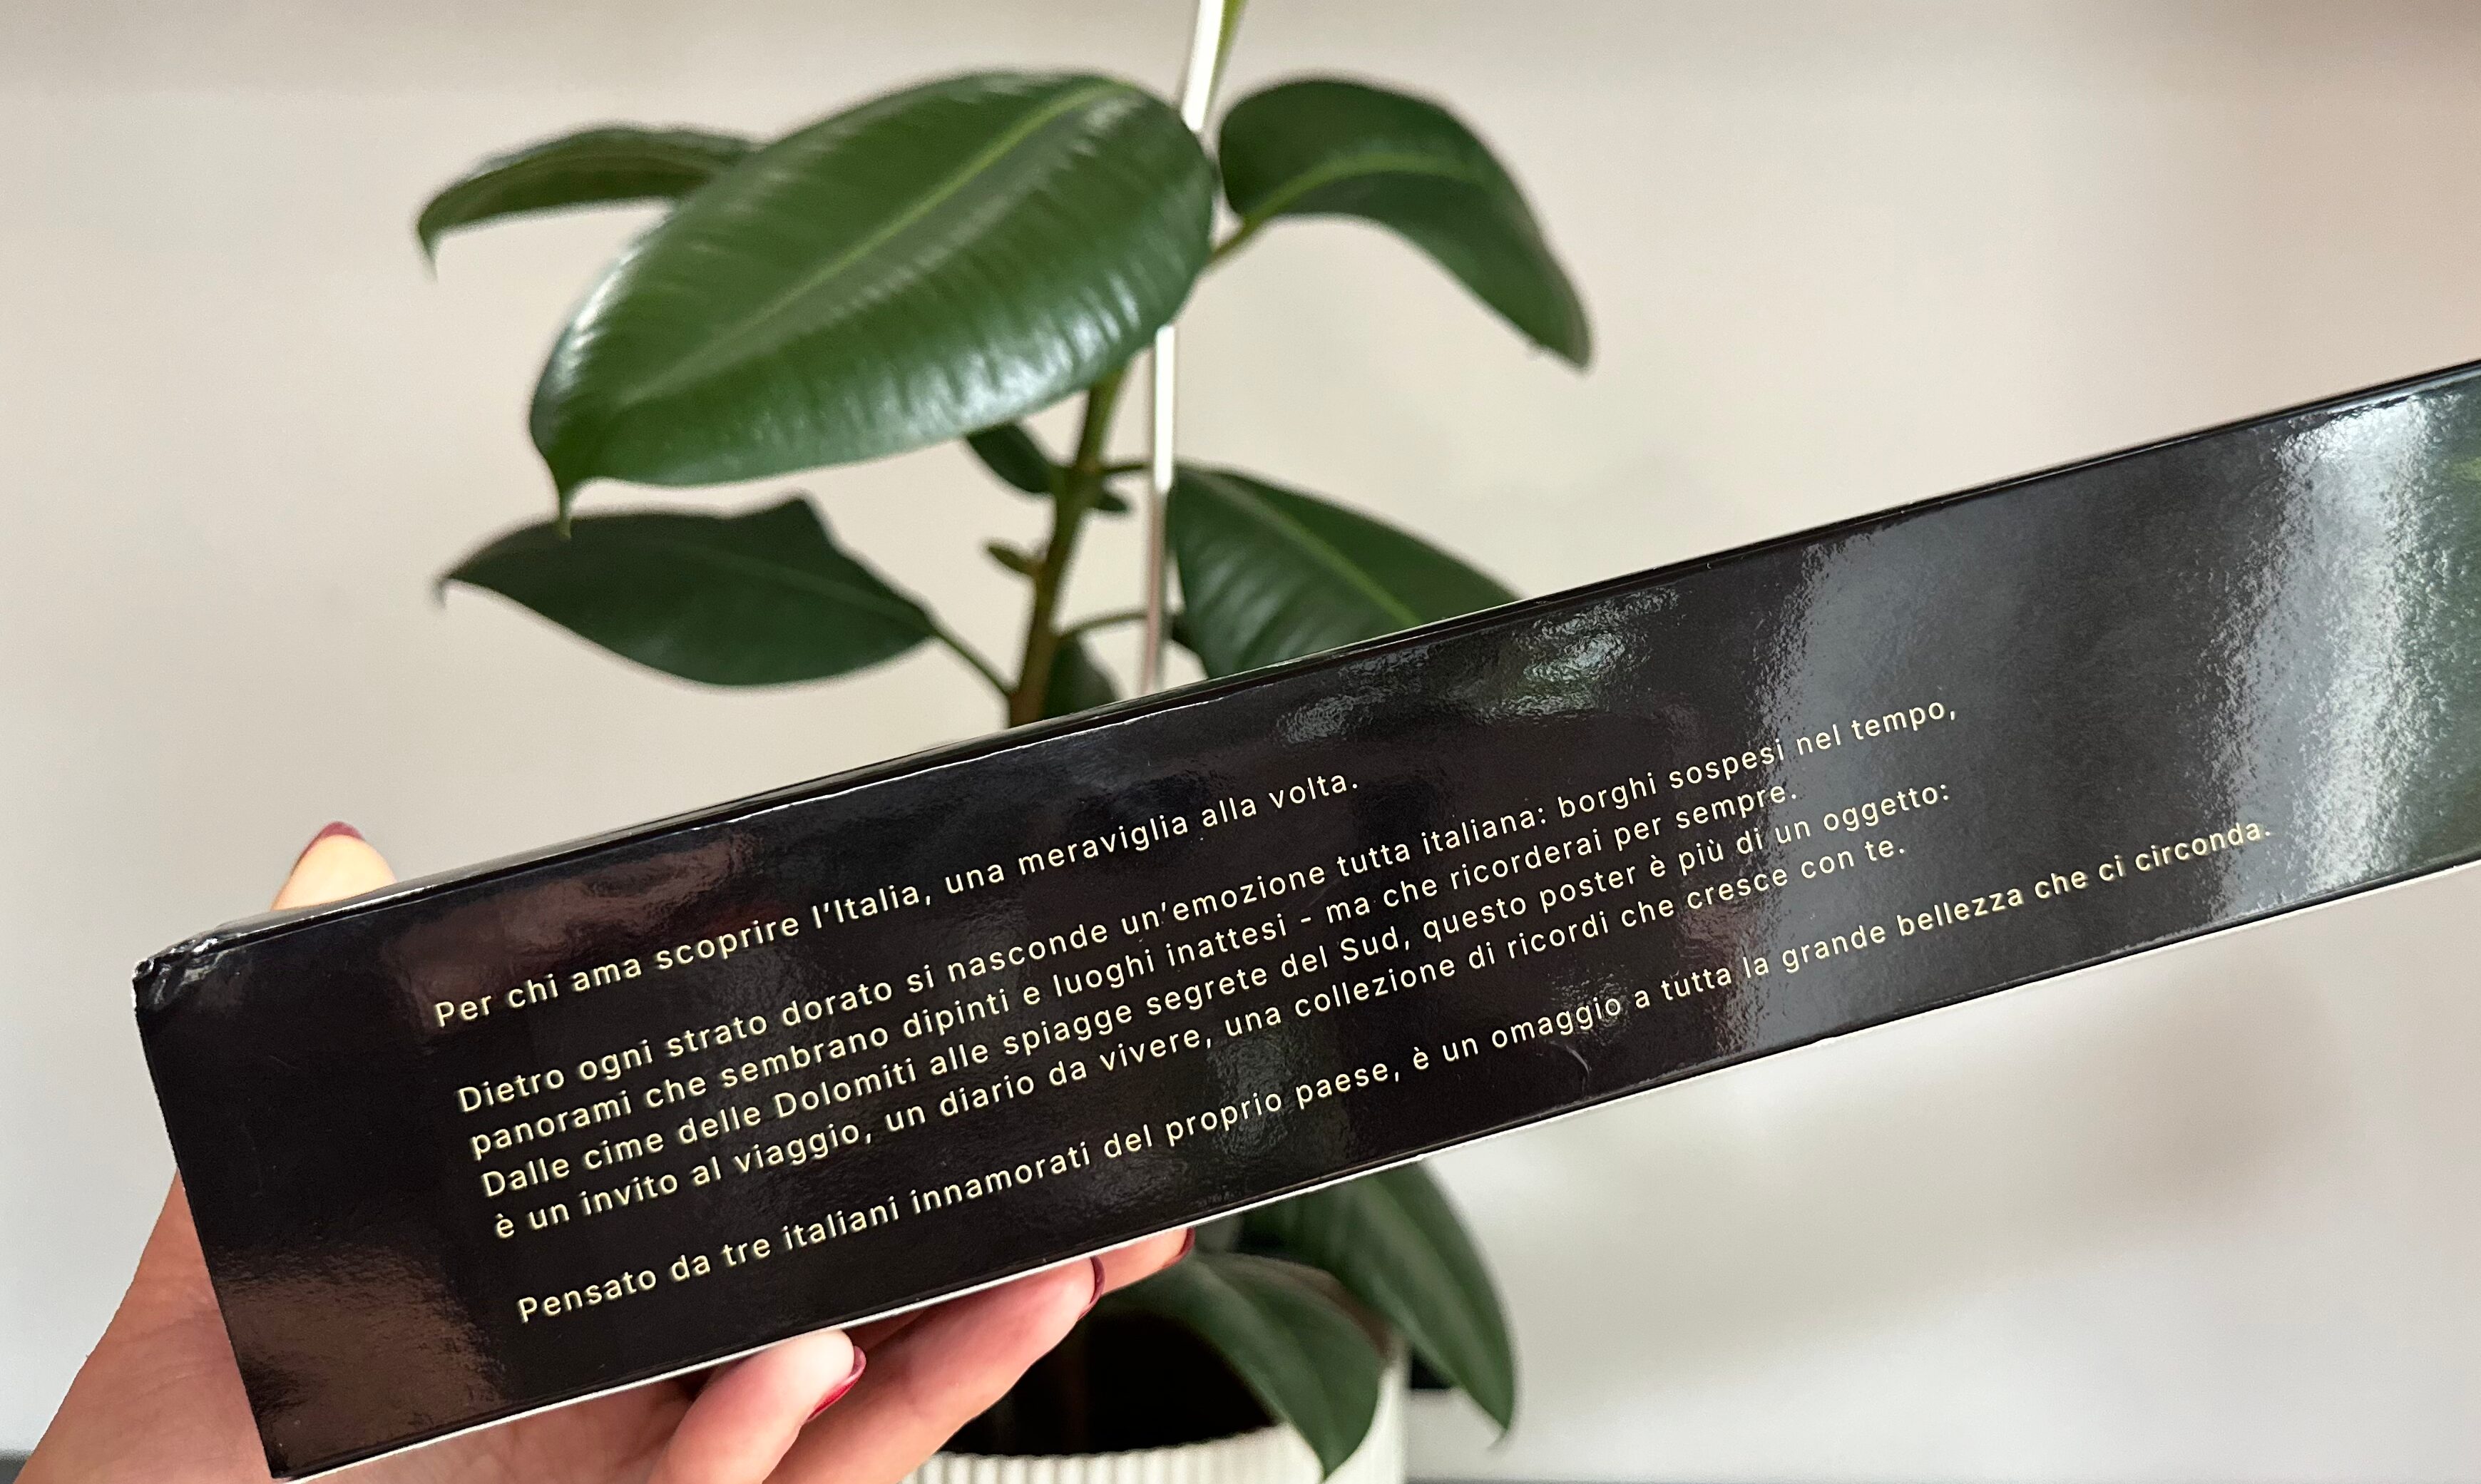 Per chi ama scoprire l'Italia, una meraviglia alla volta.
Dietro ogni strato dorato si nasconde un'emozione tutta italiana: borghi sospesi nel tempo,
panorami che sembrano dipinti e luoghi inattesi - ma che ricorderai per sempre.
Dalle cime delle Dolomiti alle spiagge segrete del Sud, questo poster è più di un oggetto:
è un invito al viaggio, un diario da vivere, una collezione di ricordi che cresce con te.
Pensato da tre italiani innamorati del proprio paese, è un omaggio a tutta la grande bellezza che ci circonda.